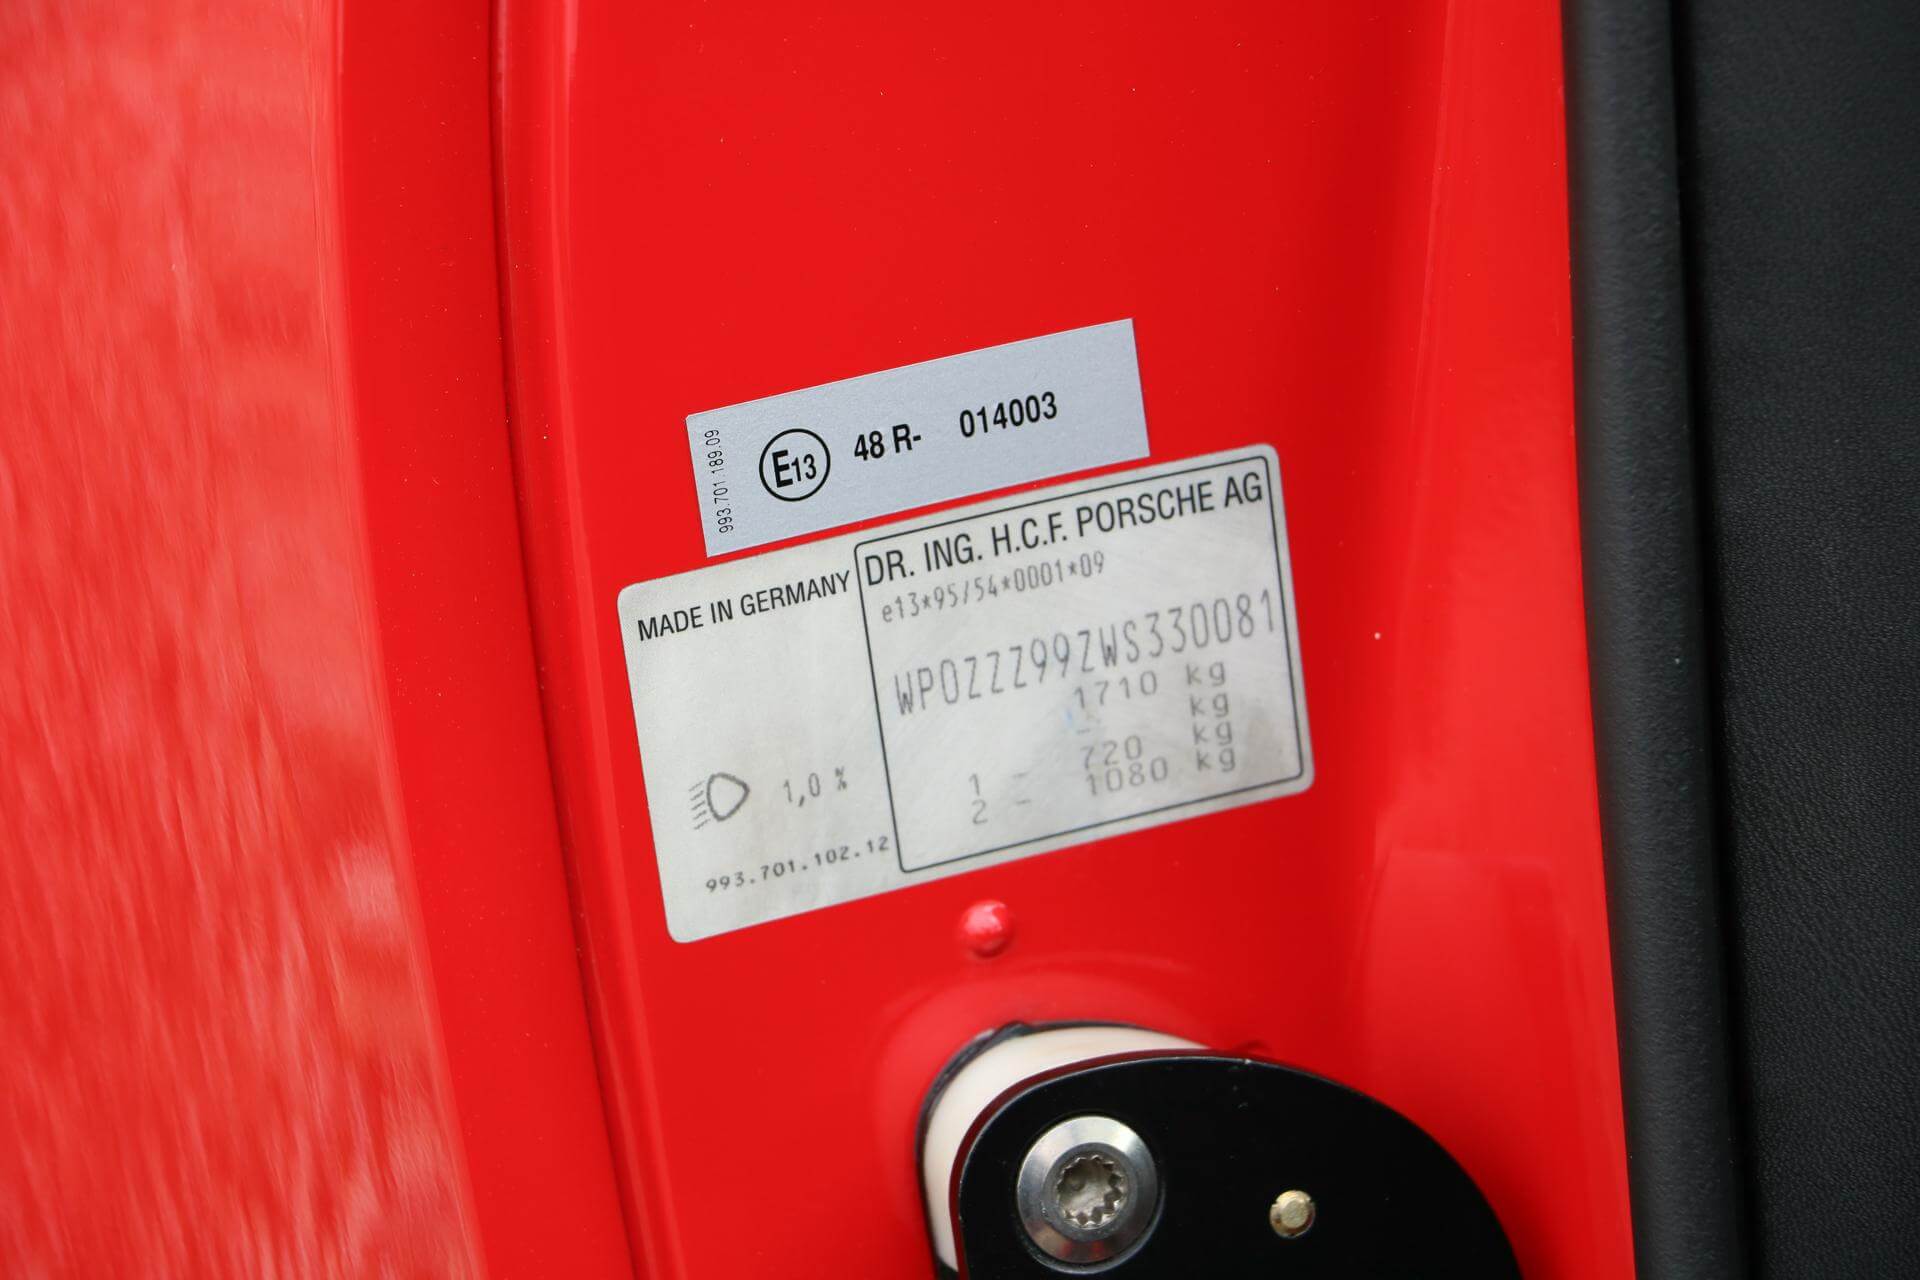 993.701 189.09
E13 48 R- 014003
MADE IN GERMANY
DR. ING. H.C.F. PORSCHE AG
e13*95/54*0001*09
WP0ZZZ99ZWS330081
1710 kg
- kg
1 - 720 kg
2 - 1080 kg
1,0 %
993.701.102.12